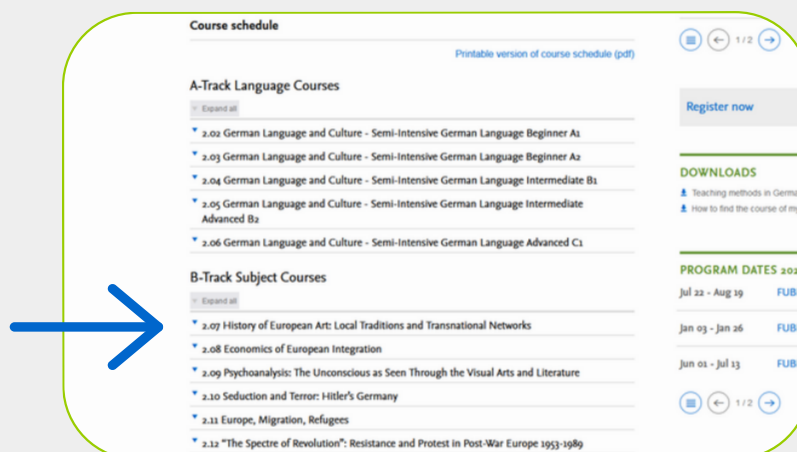 Course schedule
Printable version of course schedule (pdf)
A-Track Language Courses
Expand all
2.02 German Language and Culture - Semi-Intensive German Language Beginner A1
2.03 German Language and Culture - Semi-Intensive German Language Beginner A2
2.04 German Language and Culture - Semi-Intensive German Language Intermediate B1
2.05 German Language and Culture - Semi-Intensive German Language Intermediate
Advanced B2
2.06 German Language and Culture - Semi-Intensive German Language Advanced C1
B-Track Subject Courses
Expand all
2.07 History of European Art: Local Traditions and Transnational Networks
2.08 Economics of European Integration
2.09 Psychoanalysis: The Unconscious as Seen Through the Visual Arts and Literature
2.10 Seduction and Terror: Hitler's Germany
2.11 Europe, Migration, Refugees
2.12 "The Spectre of Revolution": Resistance and Protest in Post-War Europe 1953-1989
1/2
Register now
DOWNLOADS
Teaching methods in
How to find the course of
PROGRAM DATES
Jul 22 - Aug 19
Jan 03 - Jan 26
Jun 01 - Jul 13
1/2